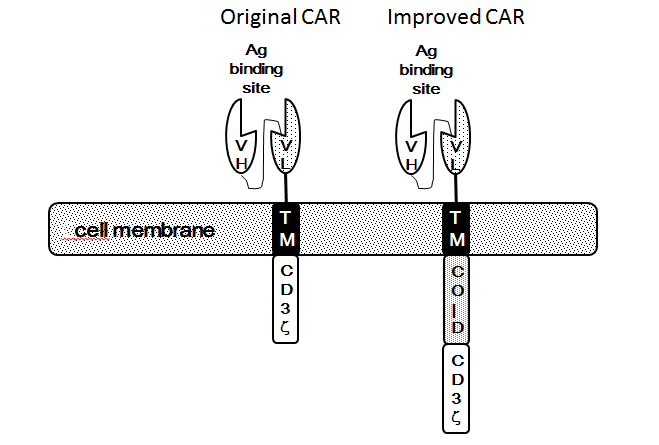 Original CAR
Improved CAR
Ag
binding
site
Ag
binding
site
V
H
V
L
V
H
V
L
cell membrane
T
M
T
M
C
D
3
ζ
C
O
I
D
C
D
3
ζ